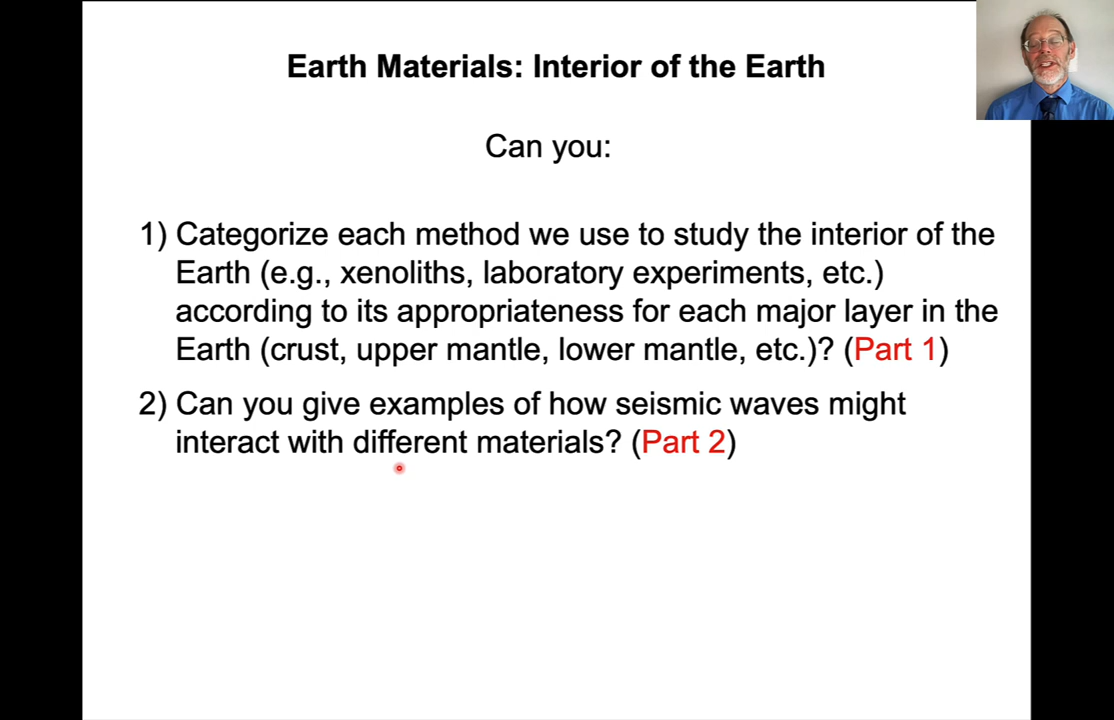 Earth Materials: Interior of the Earth
Can you:
1) Categorize each method we use to study the interior of the
Earth (e.g., xenoliths, laboratory experiments, etc.)
according to its appropriateness for each major layer in the
Earth (crust, upper mantle, lower mantle, etc.)? (Part 1)
2) Can you give examples of how seismic waves might
interact with different materials? (Part 2)